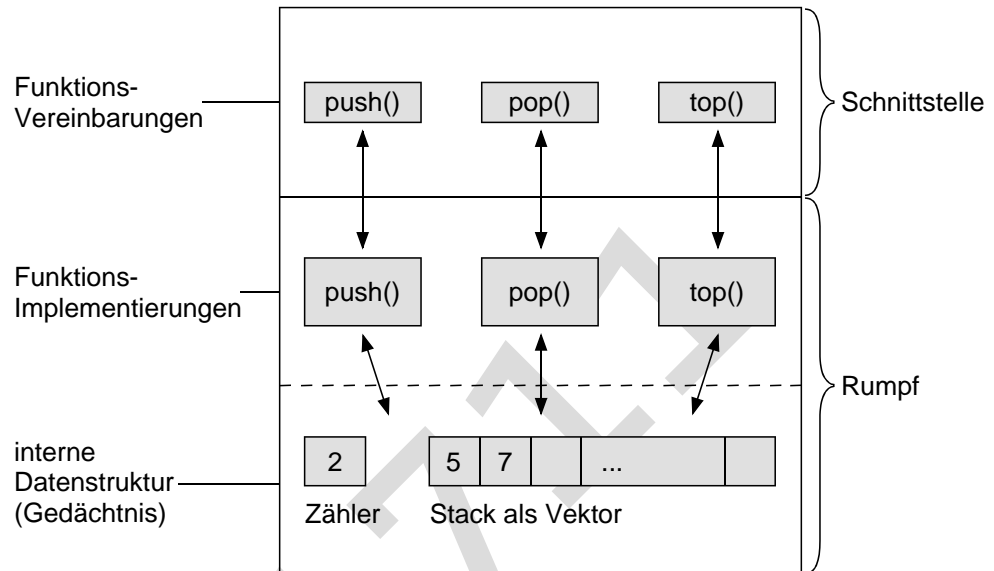 Funktions-
Vereinbarungen
push()
pop()
top()
Schnittstelle
Funktions-
Implementierungen
push()
pop()
top()
Rumpf
interne
Datenstruktur
(Gedächtnis)
2
5 7 ...
Zähler
Stack als Vektor
711